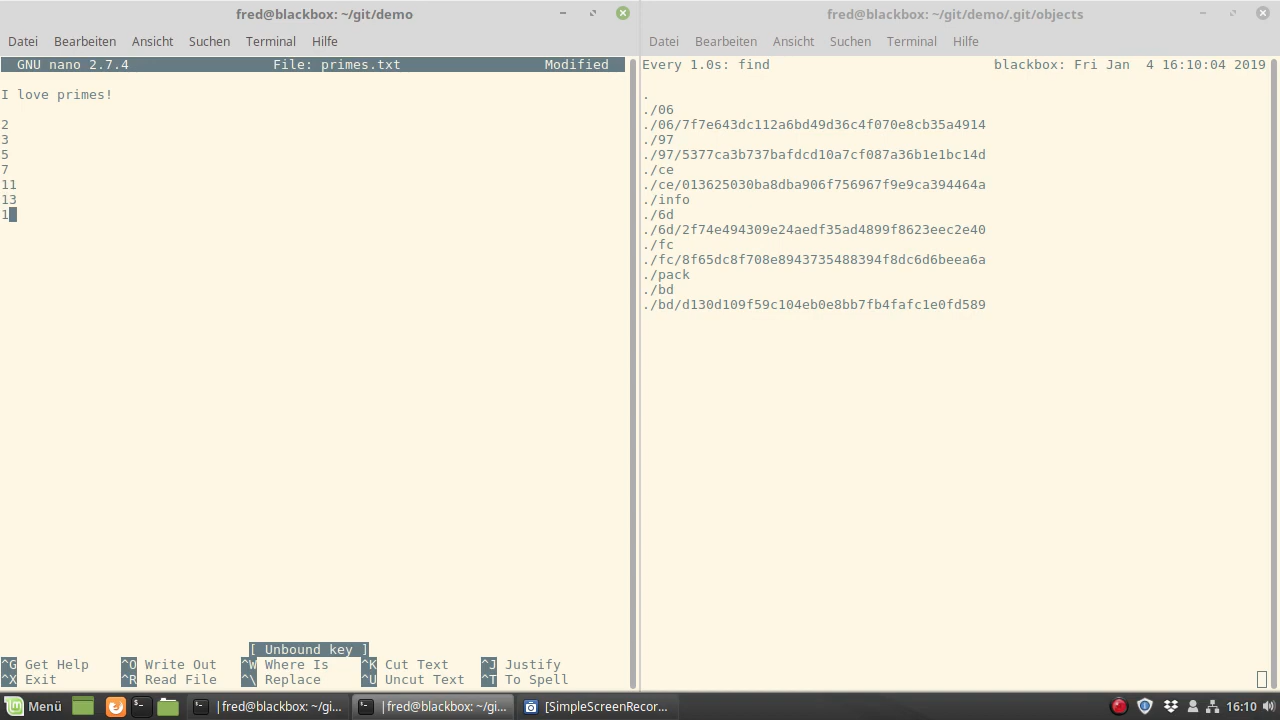 fred@blackbox: ~/git/demo
Datei Bearbeiten Ansicht Suchen Terminal Hilfe
GNU nano 2.7.4 File: primes.txt Modified
I love primes!
2
3
5
7
11
13
1
[ Unbound key ]
^G Get Help ^O Write Out ^W Where Is ^K Cut Text ^J Justify
^X Exit ^R Read File ^\ Replace ^U Uncut Text ^T To Spell
fred@blackbox: ~/git/demo/.git/objects
Datei Bearbeiten Ansicht Suchen Terminal Hilfe
Every 1.0s: find blackbox: Fri Jan 4 16:10:04 2019
.
./06
./06/7f7e643dc112a6bd49d36c4f070e8cb35a4914
./97
./97/5377ca3b737bafdcd10a7cf087a36b1e1bc14d
./ce
./ce/013625030ba8dba906f756967f9e9ca394464a
./info
./6d
./6d/2f74e494309e24aedf35ad4899f8623eec2e40
./fc
./fc/8f65dc8f708e8943735488394f8dc6d6beea6a
./pack
./bd
./bd/d130d109f59c104eb0e8bb7fb4fafc1e0fd589
Menü |fred@blackbox: ~/gi... |fred@blackbox: ~/gi... [SimpleScreenRecor... 16:10